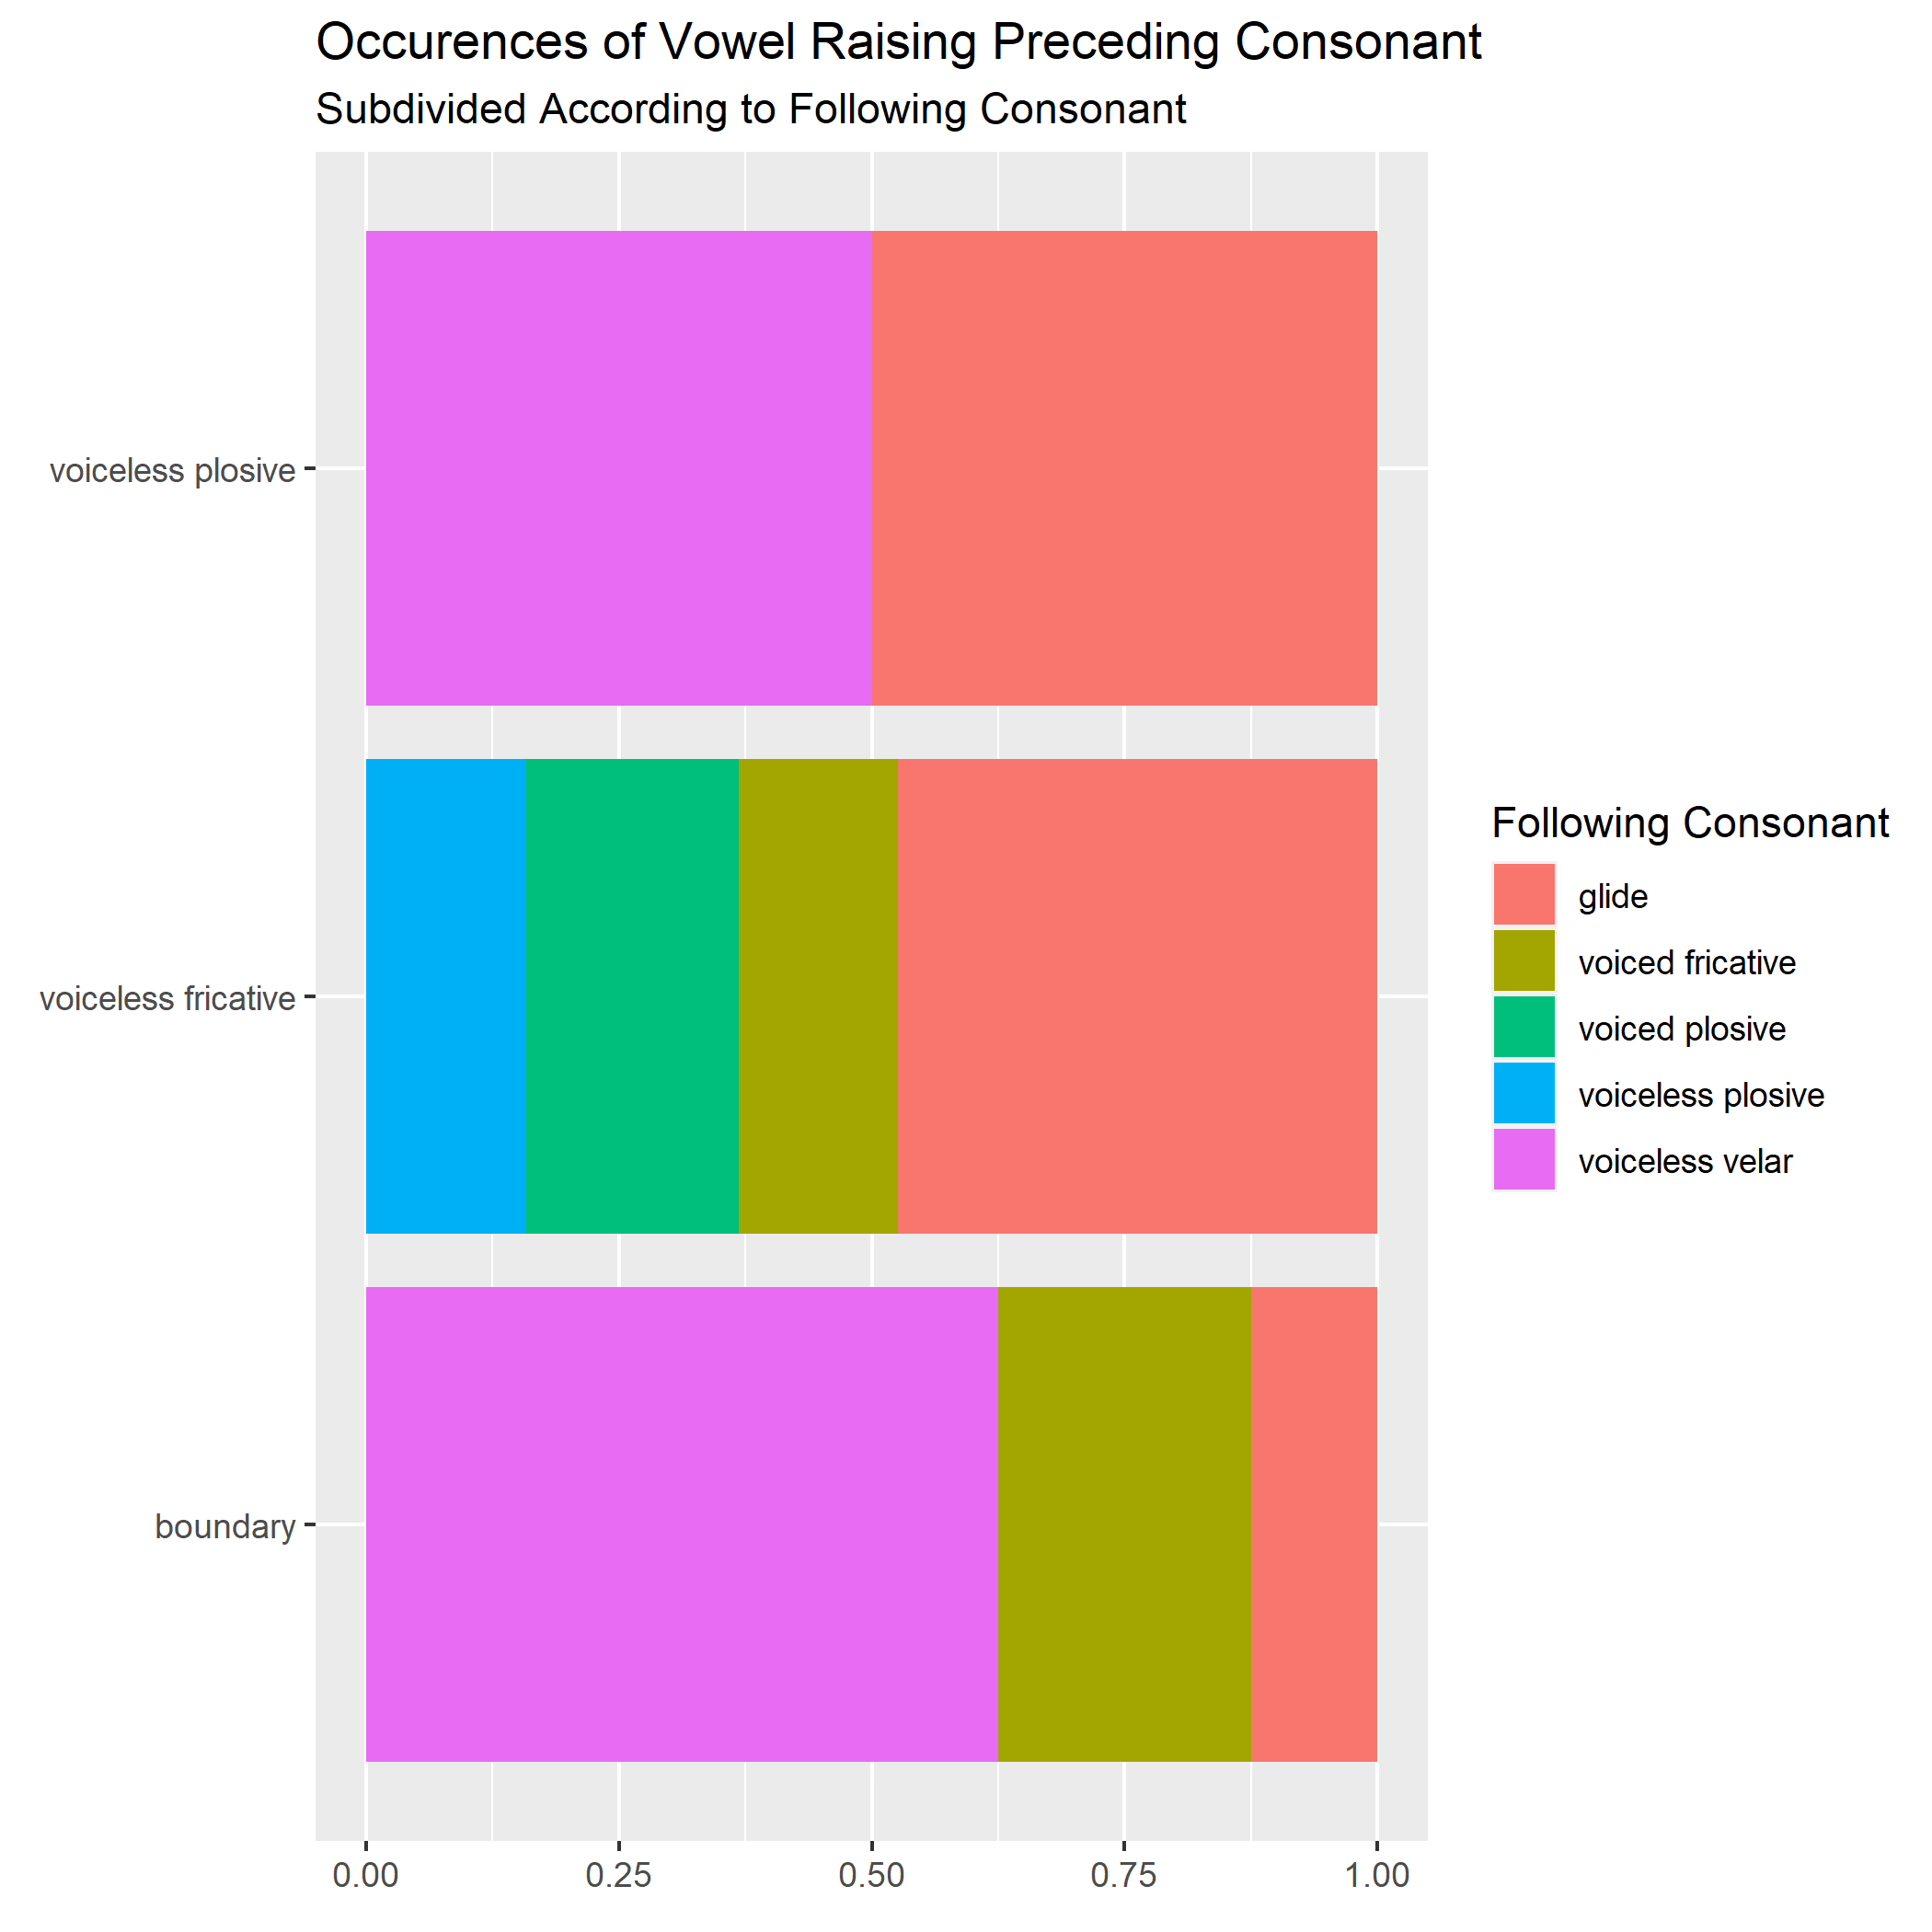 Occurences of Vowel Raising Preceding Consonant
Subdivided According to Following Consonant
voiceless plosive
voiceless fricative
boundary
0.00
0.25
0.50
0.75
1.00
Following Consonant
glide
voiced fricative
voiced plosive
voiceless plosive
voiceless velar